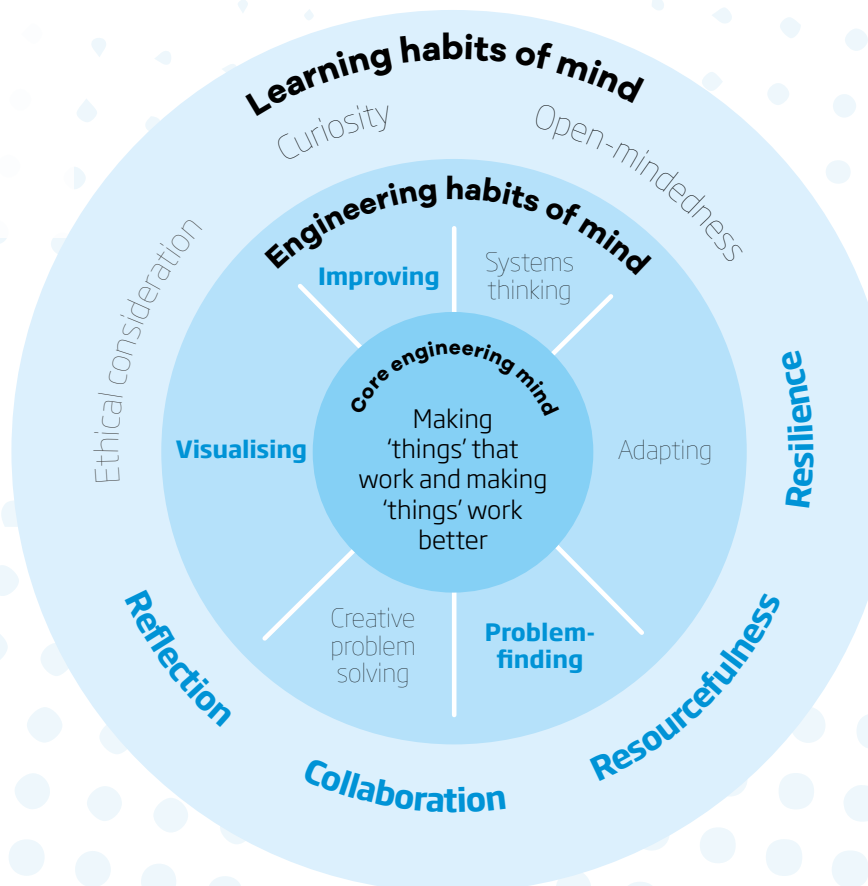 Learning habits of mind
Curiosity
Open-mindedness
Ethical consideration
Resilience
Reflection
Resourcefulness
Collaboration
Engineering habits of mind
Improving
Systems
thinking
Visualising
Adapting
Creative
problem
solving
Problem-
finding
Core engineering mind
Making
‘things’ that
work and making
‘things’ work
better